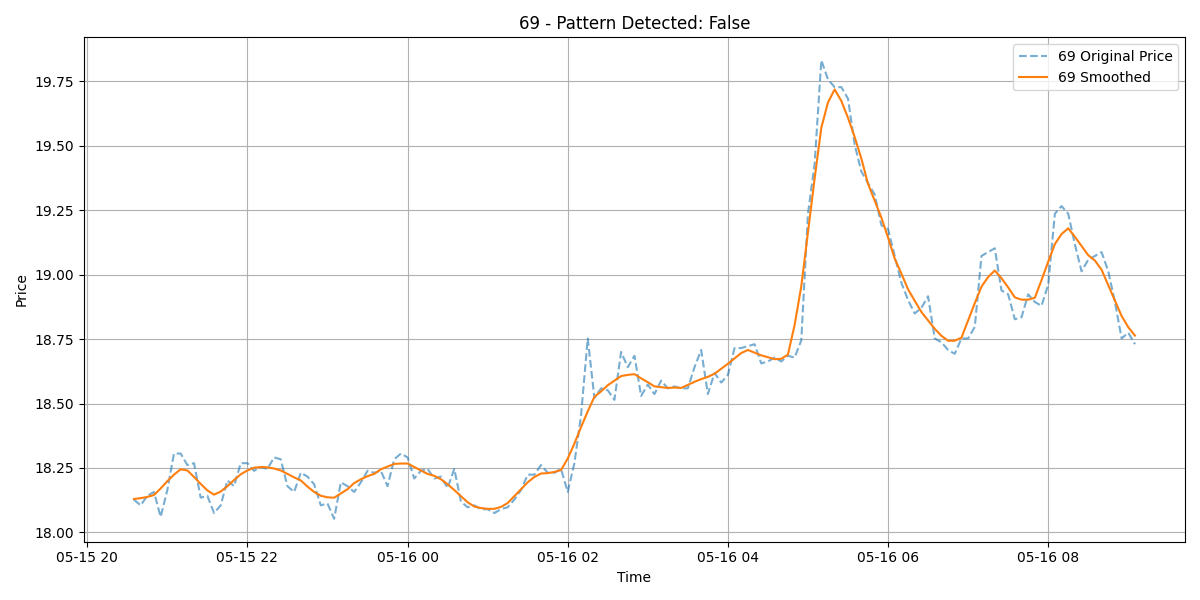 69 - Pattern Detected: False
69 Original Price
69 Smoothed
Price
19.75
19.50
19.25
19.00
18.75
18.50
18.25
18.00
05-15 20 05-15 22 05-16 00 05-16 02 05-16 04 05-16 06 05-16 08
Time